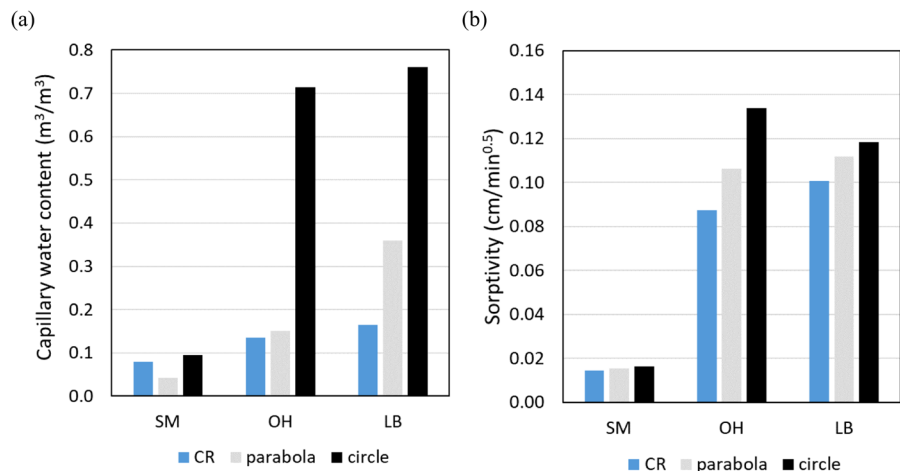 (a)
Capillary water content (m³/m³)
0.8
0.7
0.6
0.5
0.4
0.3
0.2
0.1
0.0
SM OH LB
CR parabola circle
(b)
Sorptivity (cm/min⁰·⁵)
0.16
0.14
0.12
0.10
0.08
0.06
0.04
0.02
0.00
SM OH LB
CR parabola circle